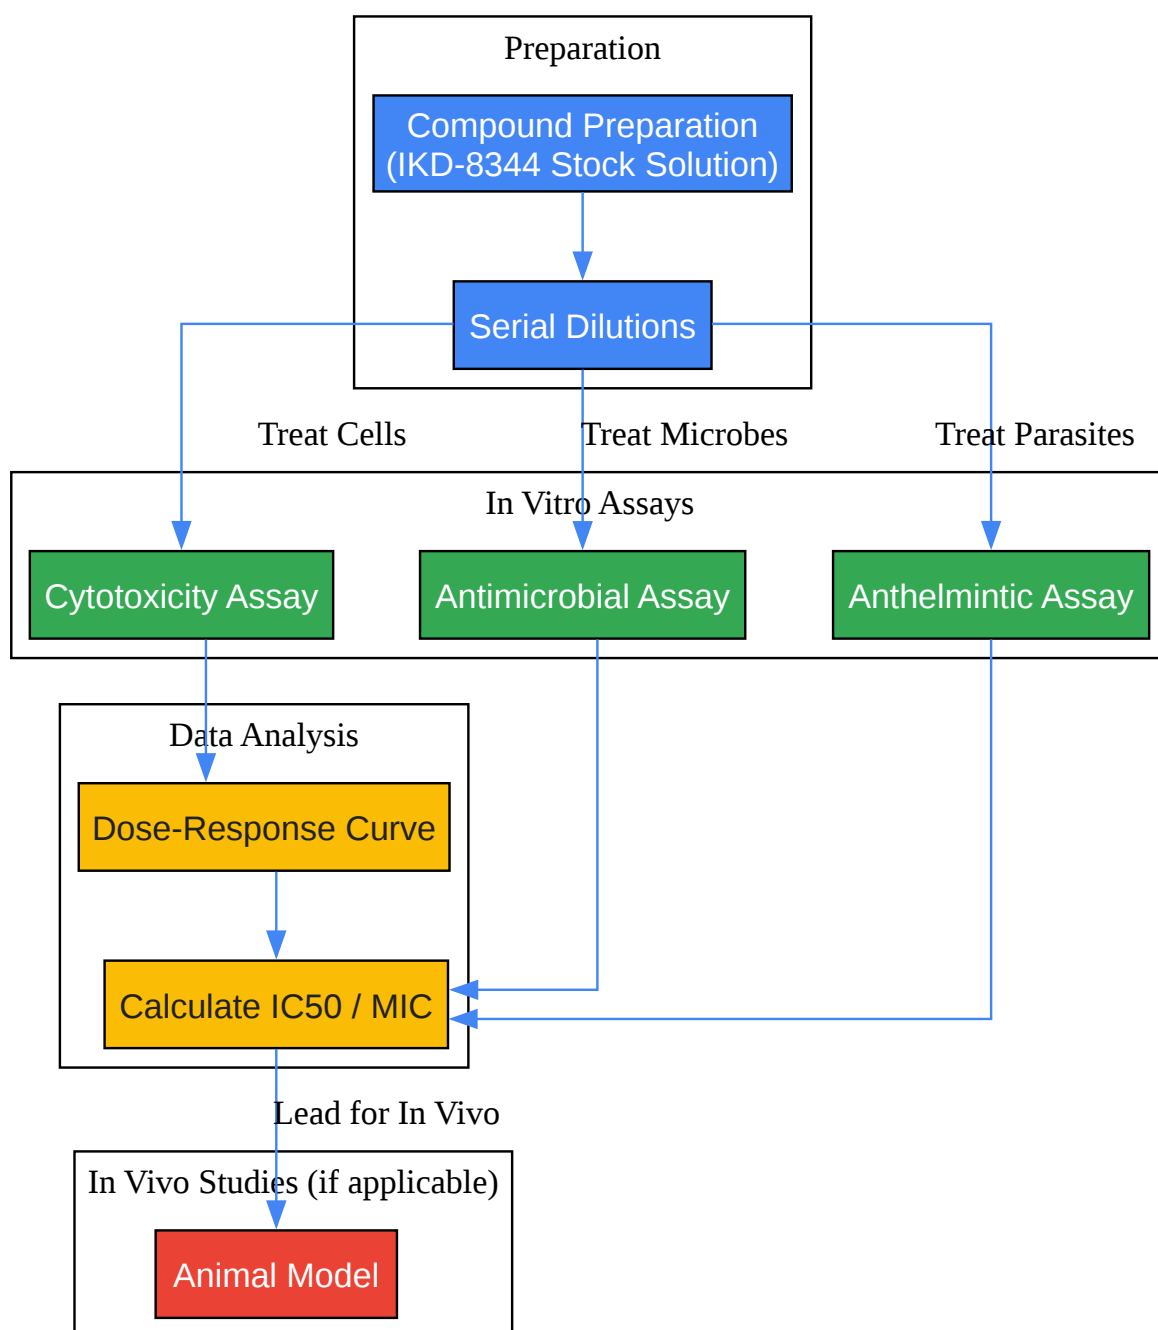 Preparation
Compound Preparation
(IKD-8344 Stock Solution)
Serial Dilutions
Treat Cells
Treat Microbes
Treat Parasites
In Vitro Assays
Cytotoxicity Assay
Antimicrobial Assay
Anthelmintic Assay
Data Analysis
Dose-Response Curve
Calculate IC50 / MIC
Lead for In Vivo
In Vivo Studies (if applicable)
Animal Model